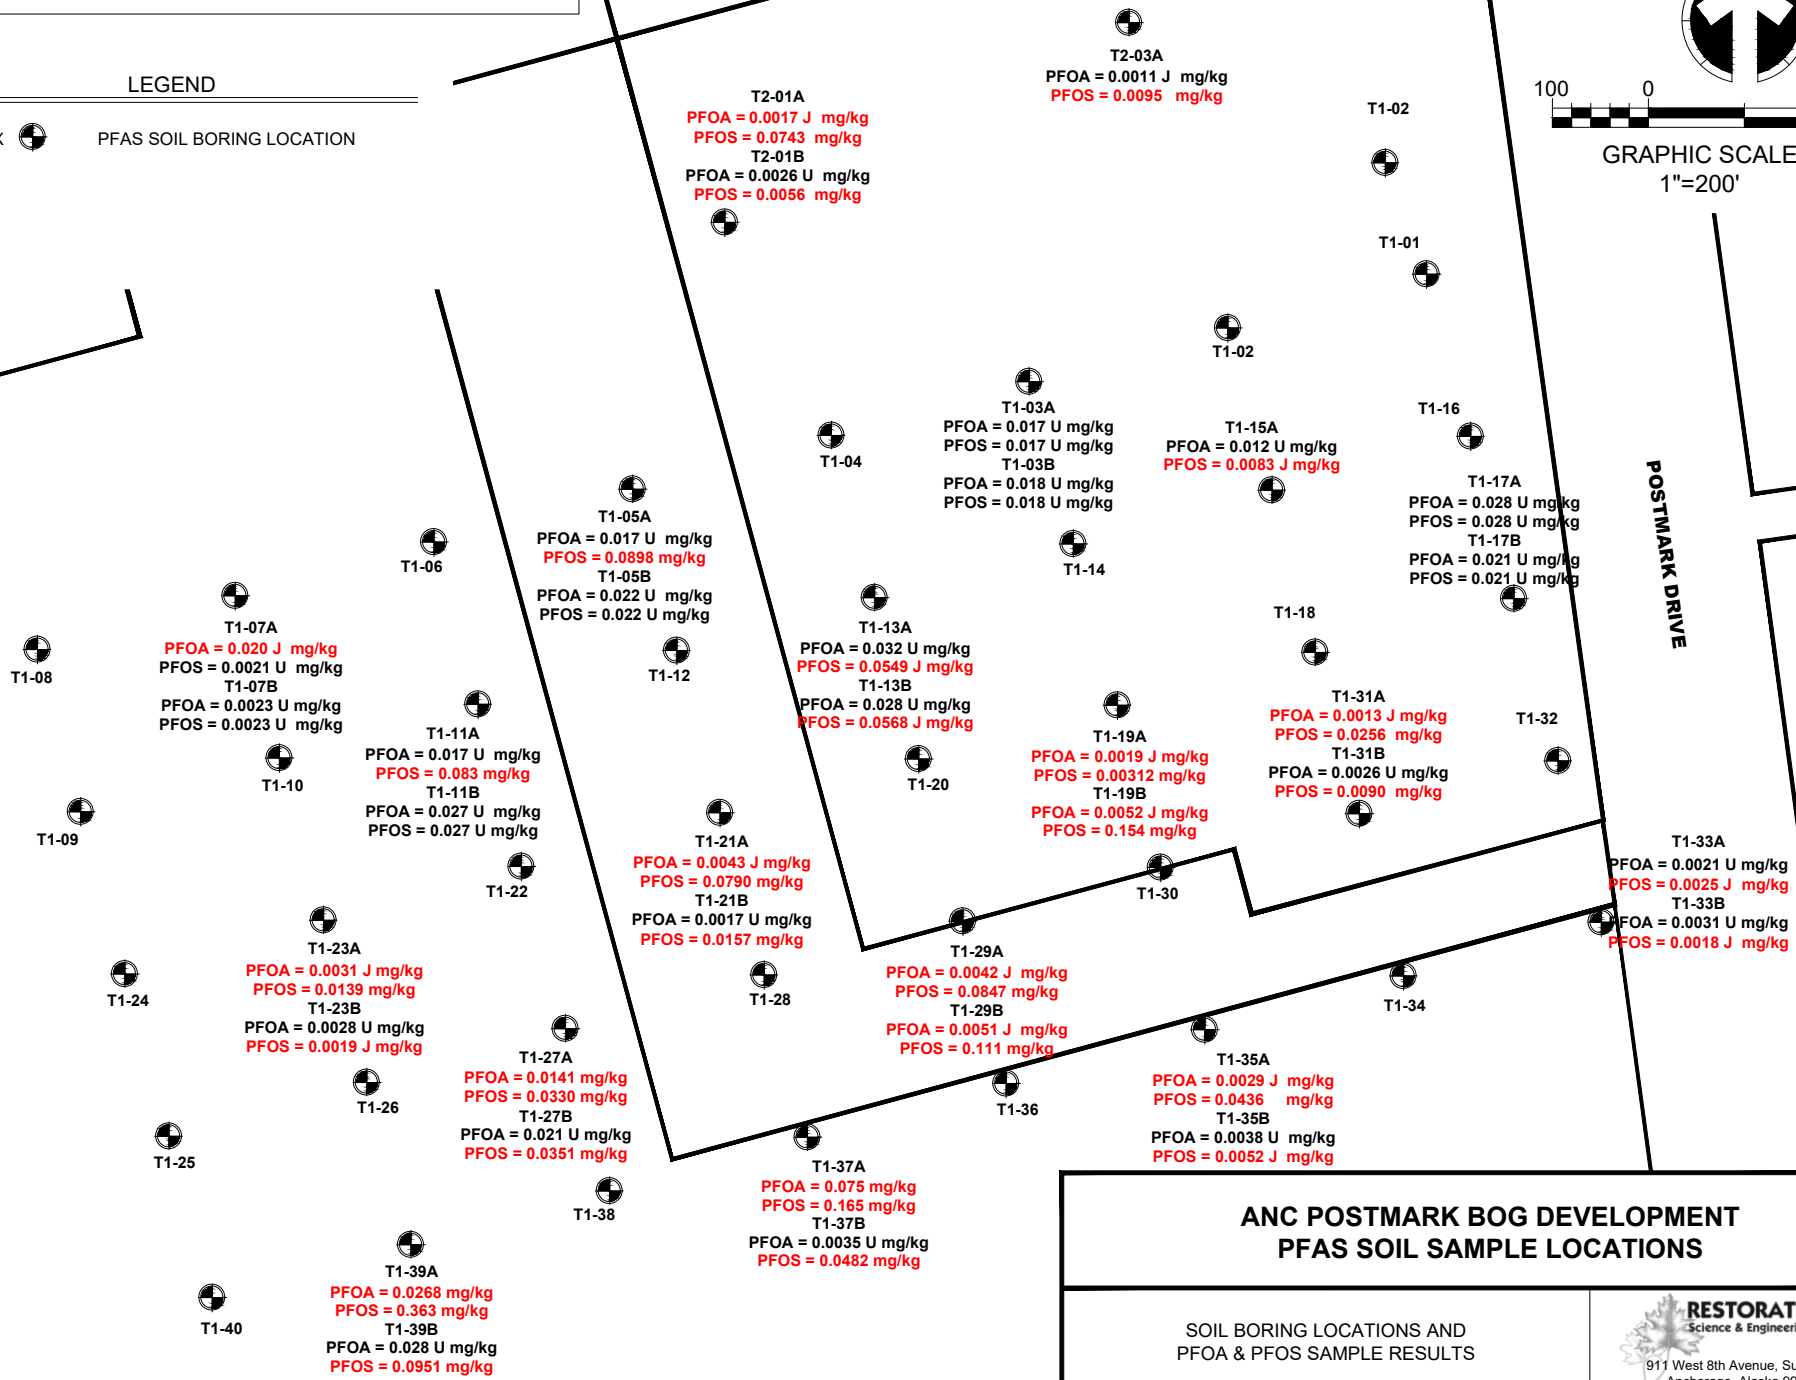 LEGEND
PFAS SOIL BORING LOCATION
T2-03A
PFOA = 0.0011 J mg/kg
PFOS = 0.0095 mg/kg
T2-01A
PFOA = 0.0017 J mg/kg
PFOS = 0.0743 mg/kg
T2-01B
PFOA = 0.0026 U mg/kg
PFOS = 0.0056 mg/kg
T1-02
100 0
GRAPHIC SCALE
1"=200'
T1-01
T1-02
T1-03A
PFOA = 0.017 U mg/kg
PFOS = 0.017 U mg/kg
T1-03B
PFOA = 0.018 U mg/kg
PFOS = 0.018 U mg/kg
T1-04
T1-15A
PFOA = 0.012 U mg/kg
PFOS = 0.0083 J mg/kg
T1-16
T1-17A
PFOA = 0.028 U mg/kg
PFOS = 0.028 U mg/kg
T1-17B
PFOA = 0.021 U mg/kg
PFOS = 0.021 U mg/kg
POSTMARK DRIVE
T1-05A
PFOA = 0.017 U mg/kg
PFOS = 0.0898 mg/kg
T1-05B
PFOA = 0.022 U mg/kg
PFOS = 0.022 U mg/kg
T1-06
T1-14
T1-07A
PFOA = 0.020 J mg/kg
PFOS = 0.0021 U mg/kg
T1-07B
PFOA = 0.0023 U mg/kg
PFOS = 0.0023 U mg/kg
T1-08
T1-12
T1-13A
PFOA = 0.032 U mg/kg
PFOS = 0.0549 J mg/kg
T1-13B
PFOA = 0.028 U mg/kg
PFOS = 0.0568 J mg/kg
T1-18
T1-31A
PFOA = 0.0013 J mg/kg
PFOS = 0.0256 mg/kg
T1-31B
PFOA = 0.0026 U mg/kg
PFOS = 0.0090 mg/kg
T1-32
T1-11A
PFOA = 0.017 U mg/kg
PFOS = 0.083 mg/kg
T1-11B
PFOA = 0.027 U mg/kg
PFOS = 0.027 U mg/kg
T1-10
T1-19A
PFOA = 0.0019 J mg/kg
PFOS = 0.00312 mg/kg
T1-19B
PFOA = 0.0052 J mg/kg
PFOS = 0.154 mg/kg
T1-20
T1-09
T1-21A
PFOA = 0.0043 J mg/kg
PFOS = 0.0790 mg/kg
T1-21B
PFOA = 0.0017 U mg/kg
PFOS = 0.0157 mg/kg
T1-22
T1-30
T1-33A
PFOA = 0.0021 U mg/kg
PFOS = 0.0025 J mg/kg
T1-33B
PFOA = 0.0031 U mg/kg
PFOS = 0.0018 J mg/kg
T1-23A
PFOA = 0.0031 J mg/kg
PFOS = 0.0139 mg/kg
T1-23B
PFOA = 0.0028 U mg/kg
PFOS = 0.0019 J mg/kg
T1-24
T1-28
T1-29A
PFOA = 0.0042 J mg/kg
PFOS = 0.0847 mg/kg
T1-29B
PFOA = 0.0051 J mg/kg
PFOS = 0.111 mg/kg
T1-34
T1-27A
PFOA = 0.0141 mg/kg
PFOS = 0.0330 mg/kg
T1-27B
PFOA = 0.021 U mg/kg
PFOS = 0.0351 mg/kg
T1-35A
PFOA = 0.0029 J mg/kg
PFOS = 0.0436 mg/kg
T1-35B
PFOA = 0.0038 U mg/kg
PFOS = 0.0052 J mg/kg
T1-26
T1-36
T1-25
T1-37A
PFOA = 0.075 mg/kg
PFOS = 0.165 mg/kg
T1-37B
PFOA = 0.0035 U mg/kg
PFOS = 0.0482 mg/kg
T1-38
T1-39A
PFOA = 0.0268 mg/kg
PFOS = 0.363 mg/kg
T1-39B
PFOA = 0.028 U mg/kg
PFOS = 0.0951 mg/kg
T1-40
ANC POSTMARK BOG DEVELOPMENT
PFAS SOIL SAMPLE LOCATIONS
SOIL BORING LOCATIONS AND
PFOA & PFOS SAMPLE RESULTS
RESTORAT
Science & Engineeri
911 West 8th Avenue, Su